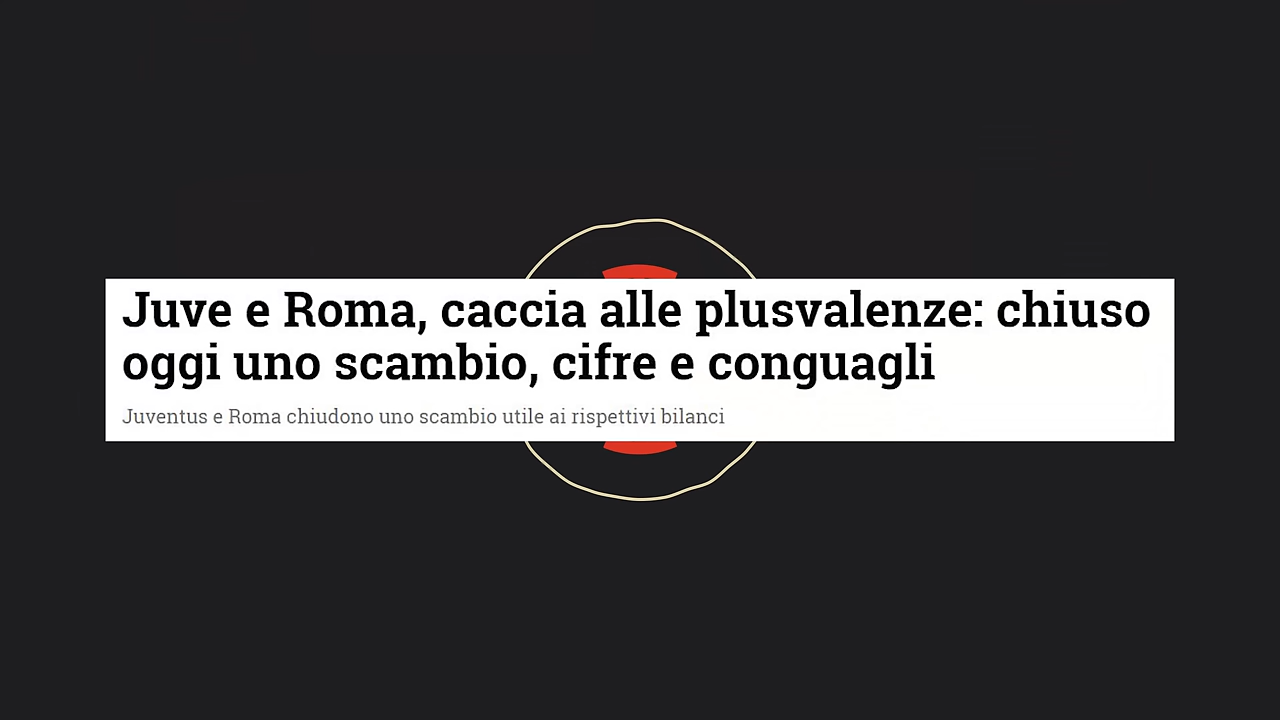 Juve e Roma, caccia alle plusvalenze: chiuso
oggi uno scambio, cifre e conguagli
Juventus e Roma chiudono uno scambio utile ai rispettivi bilanci